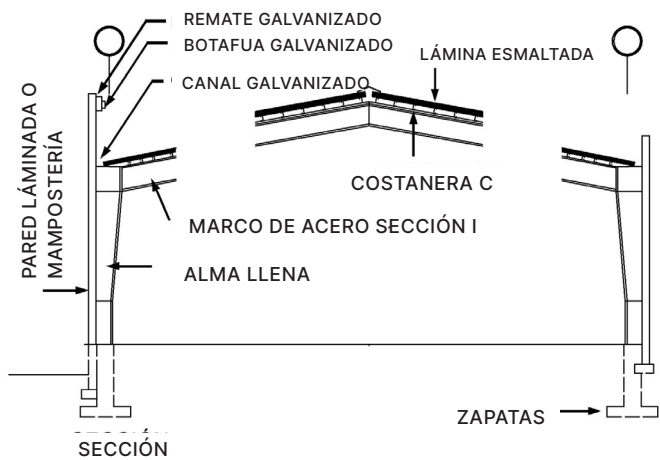 REMATE GALVANIZADO
BOTAFUA GALVANIZADO
LÁMINA ESMALTADA
CANAL GALVANIZADO
PARED LÁMINADA O
MAMPOSTERÍA
COSTANERA C
MARCO DE ACERO SECCIÓN I
ALMA LLENA
ZAPATAS
SECCIÓN